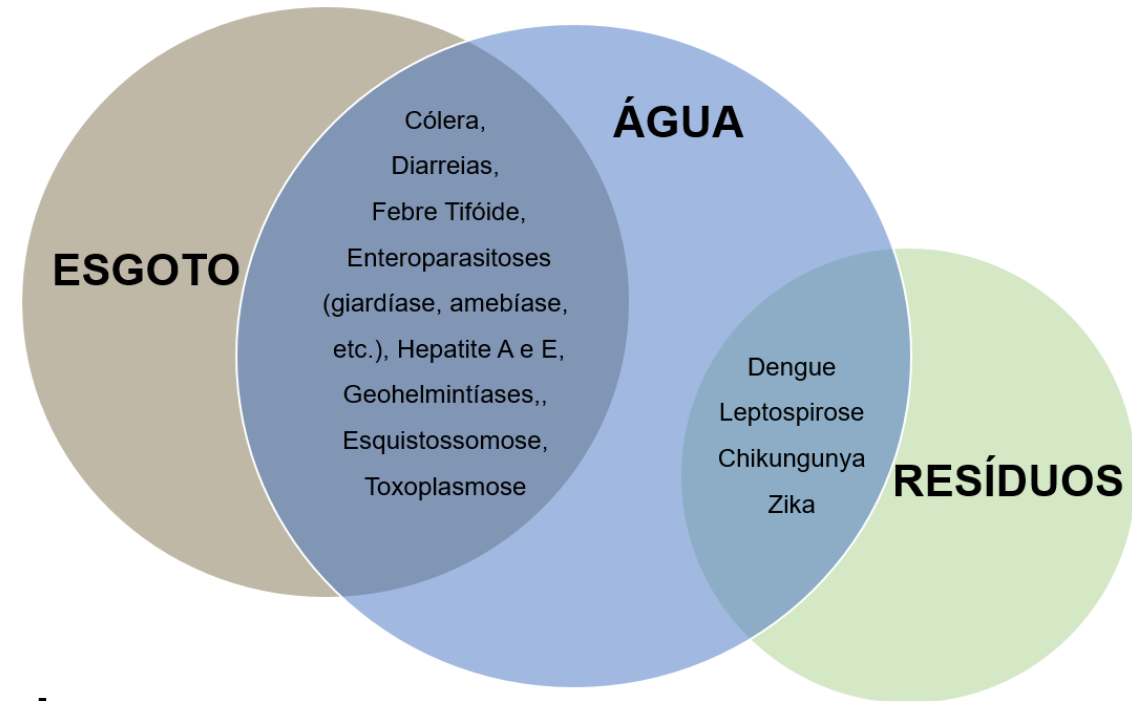 ESGOTO
Cólera,
Diarreias,
Febre Tifóide,
Enteroparasitoses
(giardíase, amebíase,
etc.), Hepatite A e E,
Geohelmintíases,,
Esquistossomose,
Toxoplasmose
ÁGUA
Dengue
Leptospirose
Chikungunya
Zika
RESÍDUOS